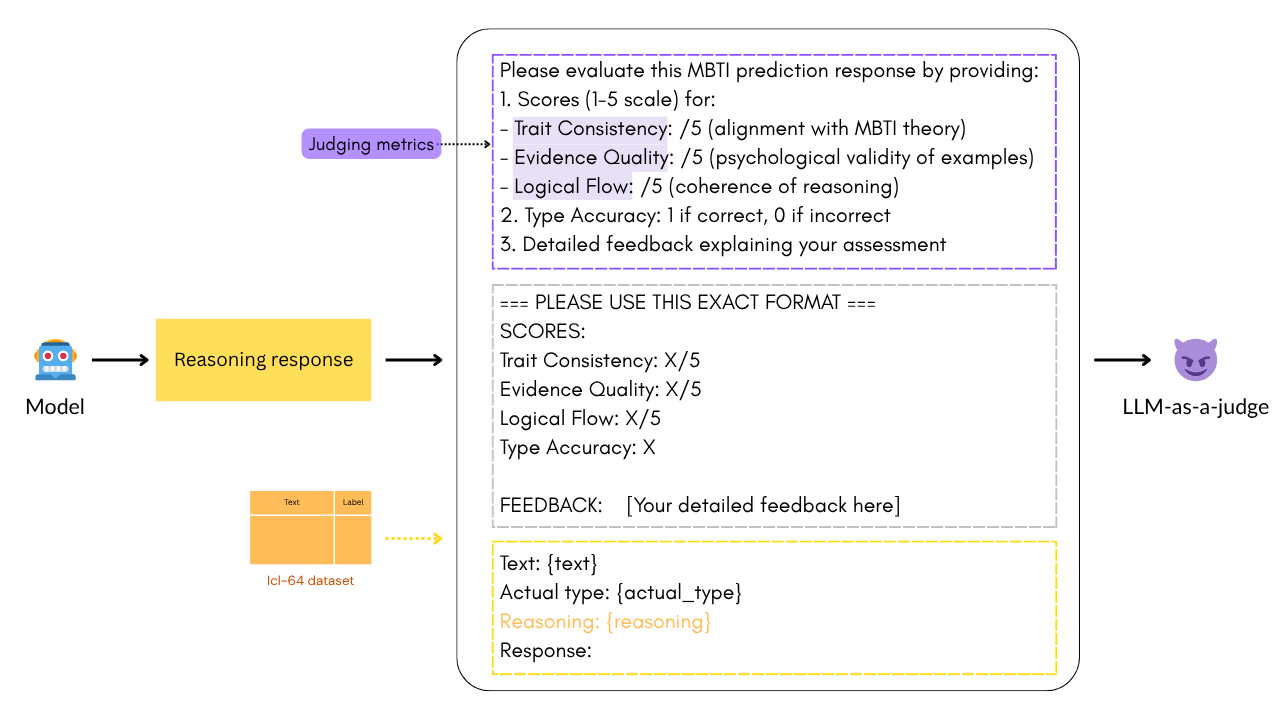 Please evaluate this MBTI prediction response by providing:
1. Scores (1-5 scale) for:
- Trait Consistency: /5 (alignment with MBTI theory)
- Evidence Quality: /5 (psychological validity of examples)
- Logical Flow: /5 (coherence of reasoning)
2. Type Accuracy: 1 if correct, 0 if incorrect
3. Detailed feedback explaining your assessment
Judging metrics
=== PLEASE USE THIS EXACT FORMAT ===
SCORES:
Trait Consistency: X/5
Evidence Quality: X/5
Logical Flow: X/5
Type Accuracy: X
FEEDBACK: [Your detailed feedback here]
Model
Reasoning response
LLM-as-a-judge
Text
Label
Icl-64 dataset
Text: {text}
Actual type: {actual_type}
Reasoning: {reasoning}
Response: